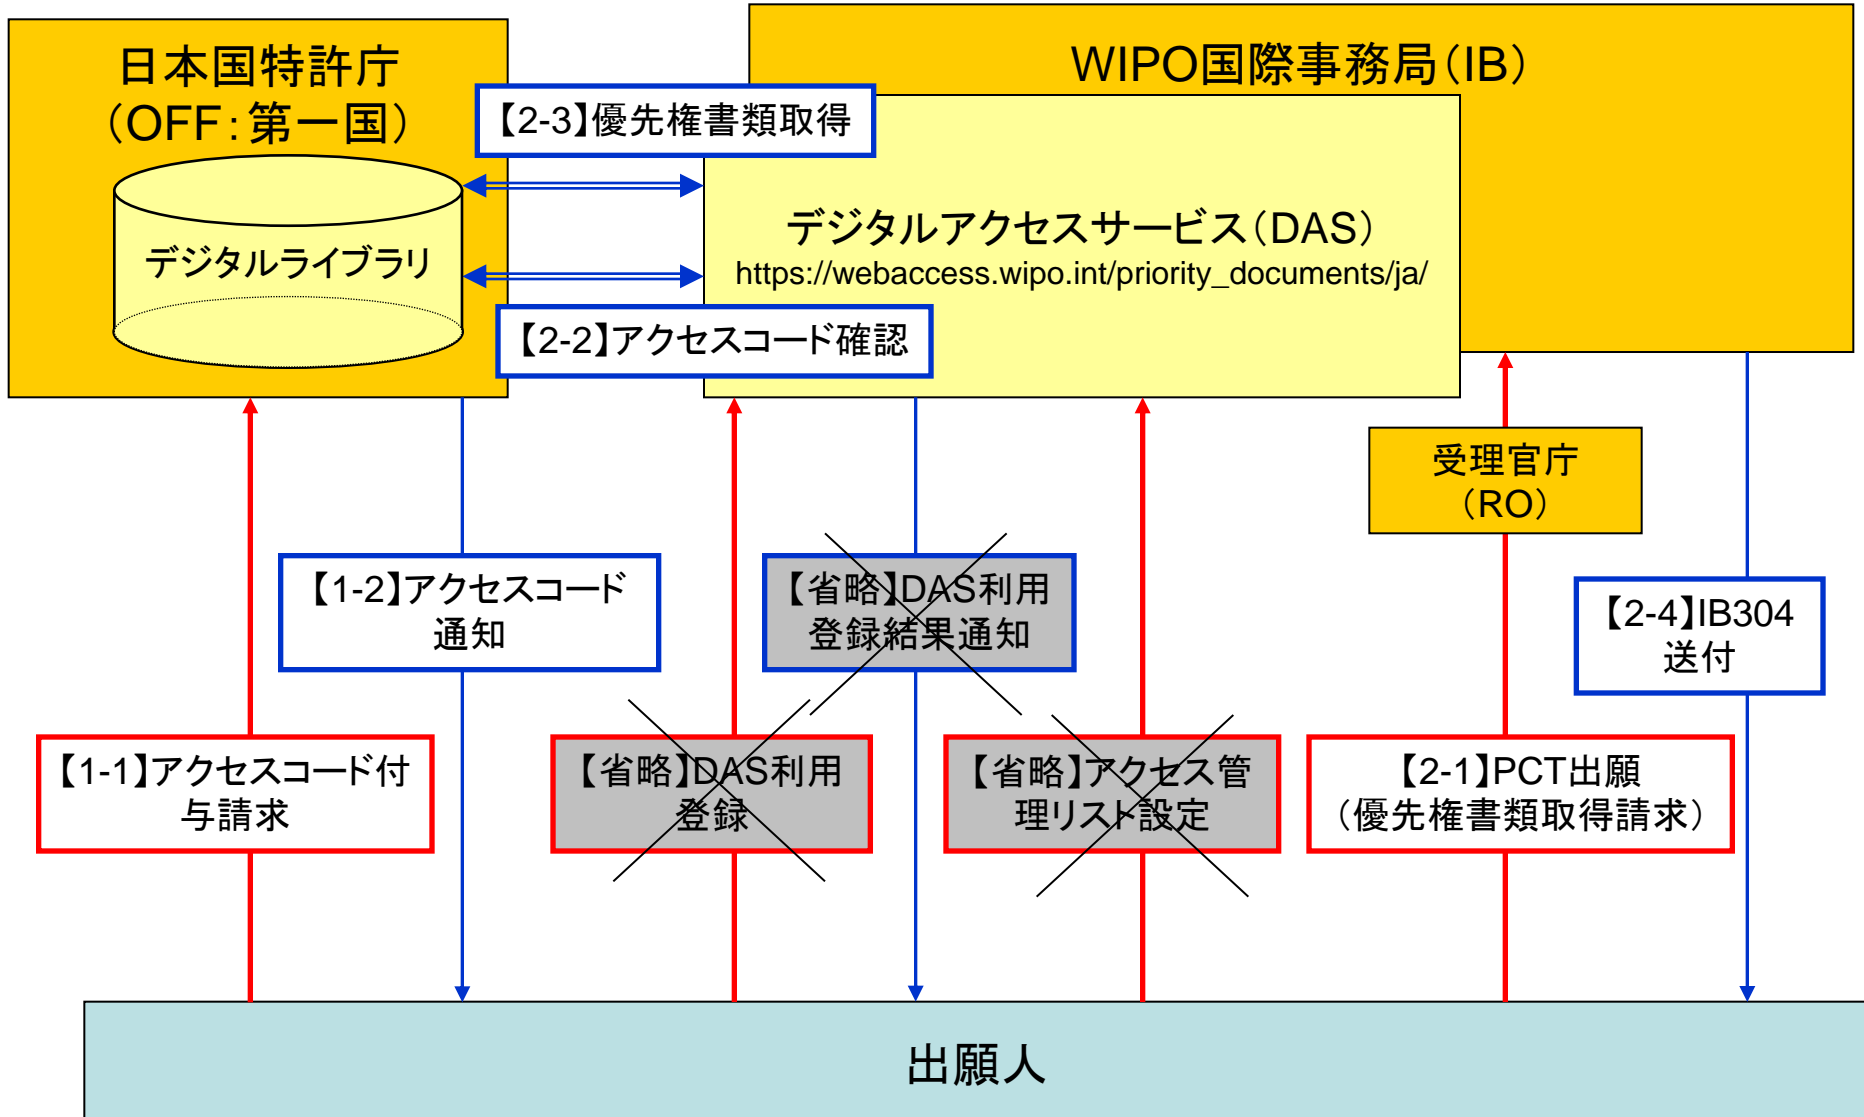 日本国特許庁
（OFF：第一国）
WIPO国際事務局（IB）
【2-3】優先権書類取得
デジタルライブラリ
デジタルアクセスサービス（DAS）
https://webaccess.wipo.int/priority_documents/ja/
【2-2】アクセスコード確認
受理官庁
（RO）
【1-2】アクセスコード
通知
【省略】DAS利用
登録結果通知
【2-4】IB304
送付
【1-1】アクセスコード付
与請求
【省略】DAS利用
登録
【省略】アクセス管
理リスト設定
【2-1】PCT出願
（優先権書類取得請求）
出願人